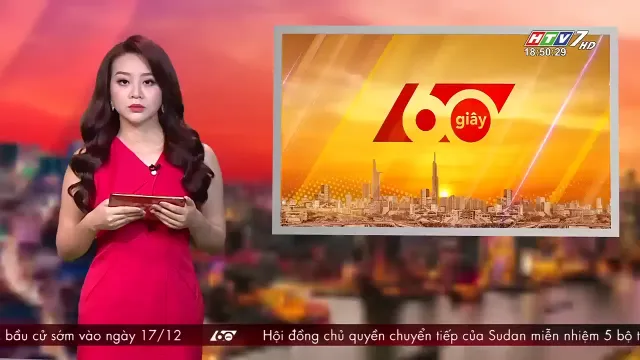 HTV7 HD
18:50:29
60 giây
bầu cử sớm vào ngày 17/12 60 Hội đồng chủ quyền chuyển tiếp của Sudan miễn nhiệm 5 bộ